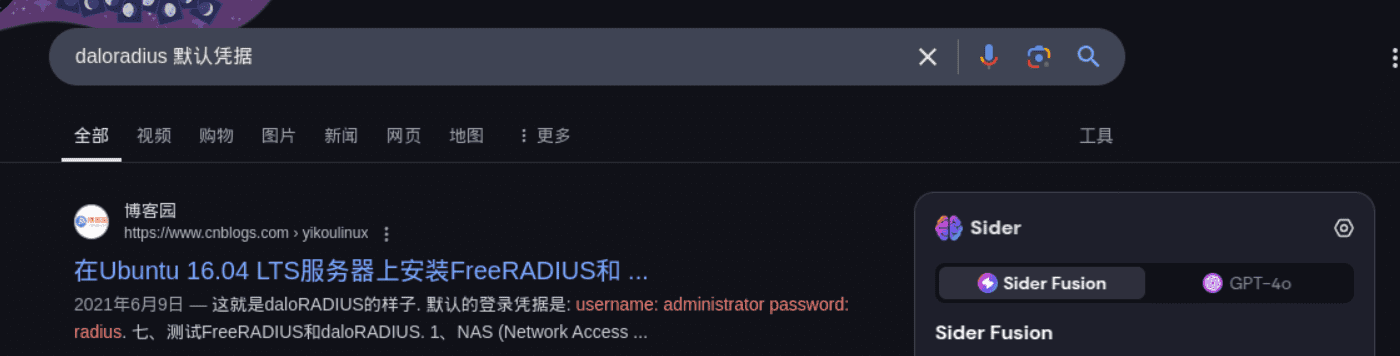 daloradius 默认凭据
全部 视频 购物 图片 新闻 网页 地图 更多 工具
博客园
https://www.cnblogs.com › yikoulinux
在Ubuntu 16.04 LTS服务器上安装FreeRADIUS和 ...
2021年6月9日 — 这就是daloRADIUS的样子. 默认的登录凭据是: username: administrator password:
radius. 七、测试FreeRADIUS和daloRADIUS. 1、NAS (Network Access ...
Sider
Sider Fusion GPT-4o
Sider Fusion